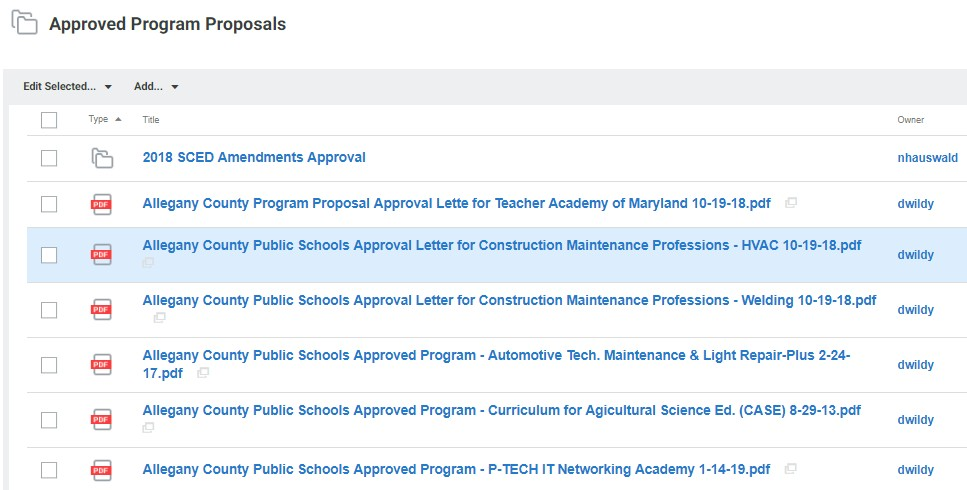 Approved Program Proposals
Edit Selected... Add...
Type Title Owner
2018 SCED Amendments Approval nhauswald
PDF Allegany County Program Proposal Approval Lette for Teacher Academy of Maryland 10-19-18.pdf dwildy
PDF Allegany County Public Schools Approval Letter for Construction Maintenance Professions - HVAC 10-19-18.pdf dwildy
PDF Allegany County Public Schools Approval Letter for Construction Maintenance Professions - Welding 10-19-18.pdf dwildy
PDF Allegany County Public Schools Approved Program - Automotive Tech. Maintenance & Light Repair-Plus 2-24-
17.pdf dwildy
PDF Allegany County Public Schools Approved Program - Curriculum for Agicultural Science Ed. (CASE) 8-29-13.pdf dwildy
PDF Allegany County Public Schools Approved Program - P-TECH IT Networking Academy 1-14-19.pdf dwildy